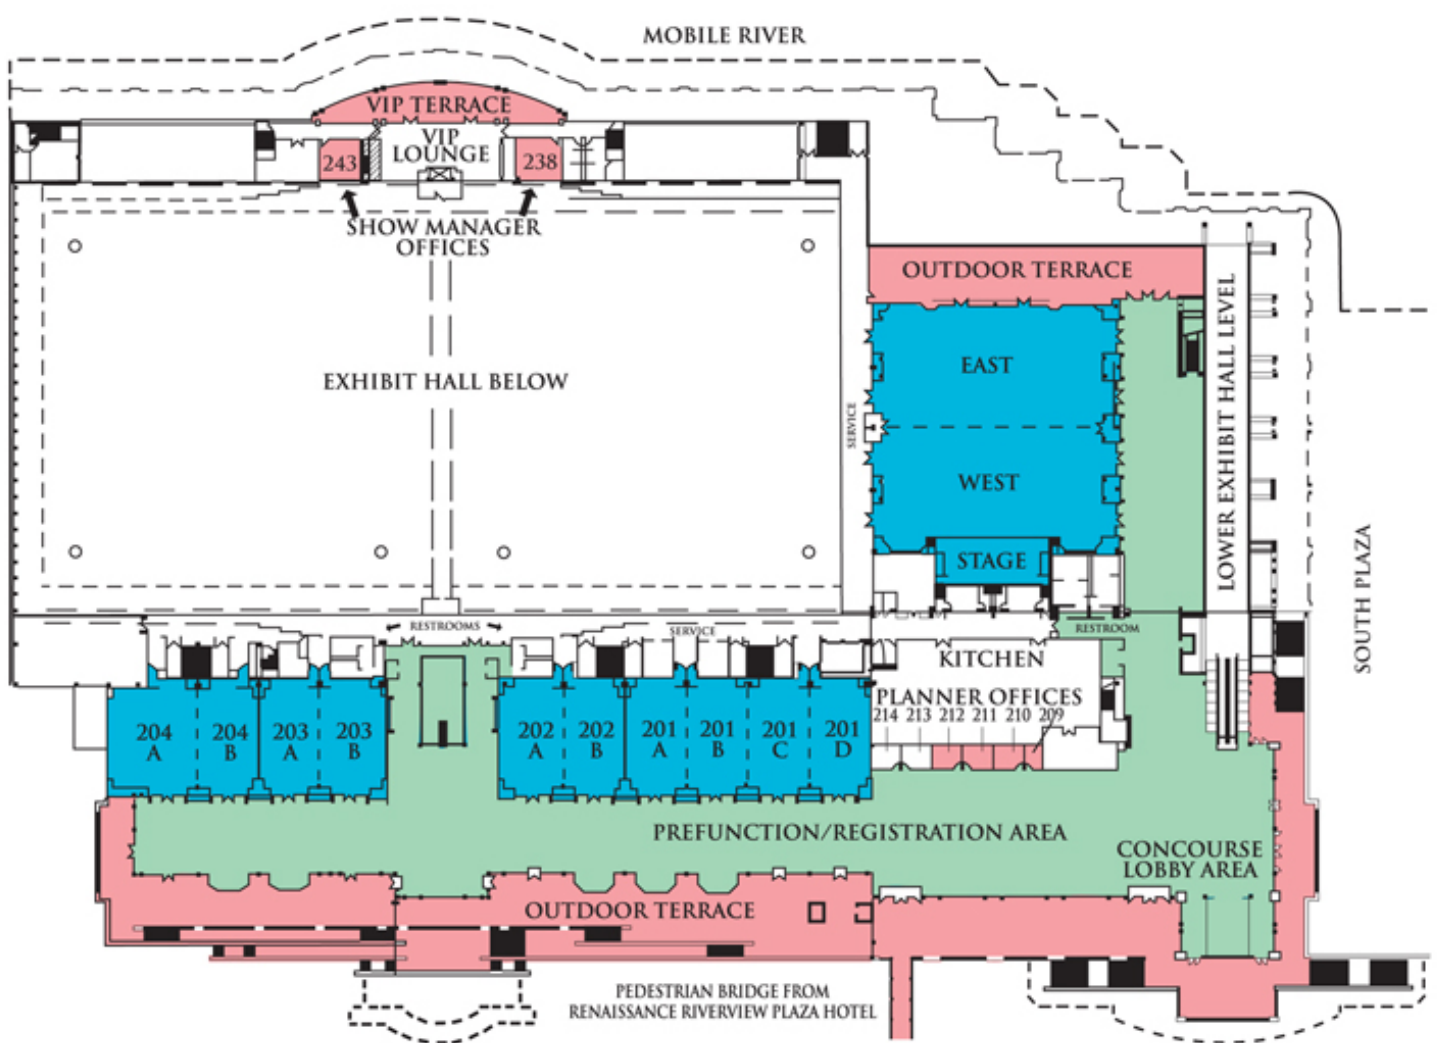 MOBILE RIVER
VIP TERRACE
VIP
LOUNGE
243
238
SHOW MANAGER
OFFICES
OUTDOOR TERRACE
EXHIBIT HALL BELOW
EAST
WEST
STAGE
SERVICE
LOWER EXHIBIT HALL LEVEL
SOUTH PLAZA
RESTROOMS
SERVICE
RESTROOM
KITCHEN
PLANNER OFFICES
214 213 212 211 210 209
204
A
204
B
203
A
203
B
202
A
202
B
201
A
201
B
201
C
201
D
PREFUNCTION/REGISTRATION AREA
CONCOURSE
LOBBY AREA
OUTDOOR TERRACE
PEDESTRIAN BRIDGE FROM
RENAISSANCE RIVERVIEW PLAZA HOTEL